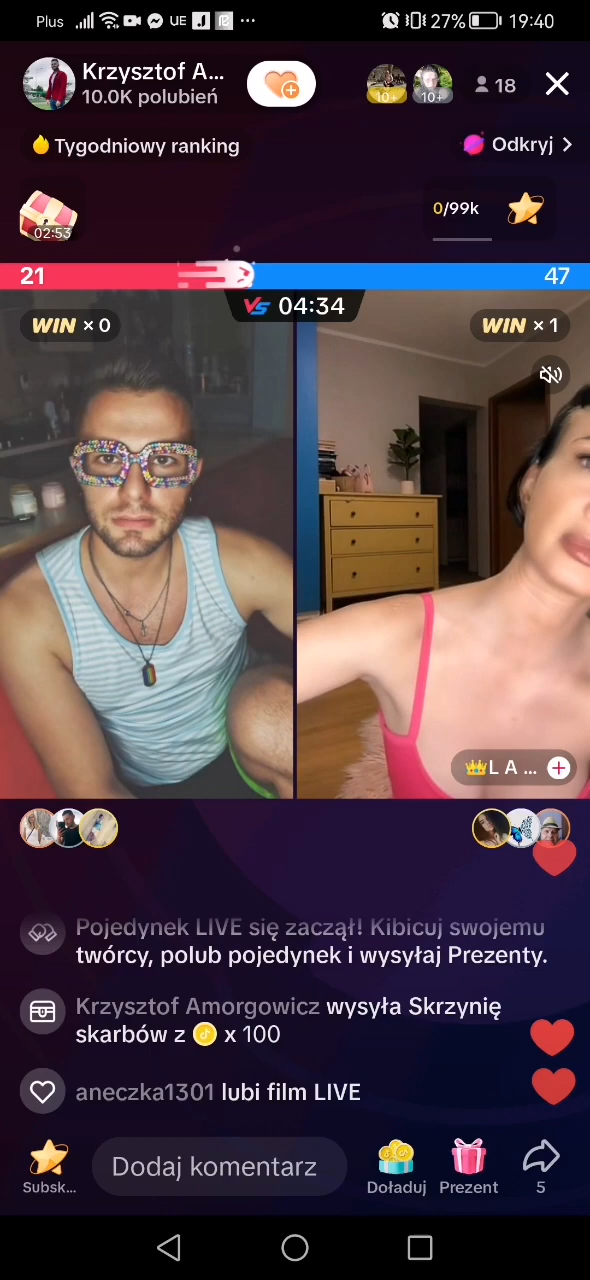 Plus UE 27% 19:40
Krzysztof A...
10.0K polubień
10+ 10+ 18
Tygodniowy ranking
Odkryj >
02:53
0/99k
21 47
VS 04:34
WIN × 0
WIN × 1
L A ...
Pojedynek LIVE się zaczął! Kibicuj swojemu
twórcy, polub pojedynek i wysyłaj Prezenty.
Krzysztof Amorgowicz wysyła Skrzynię
skarbów z x 100
aneczka1301 lubi film LIVE
Dodaj komentarz
Subsk...
Doładuj
Prezent
5